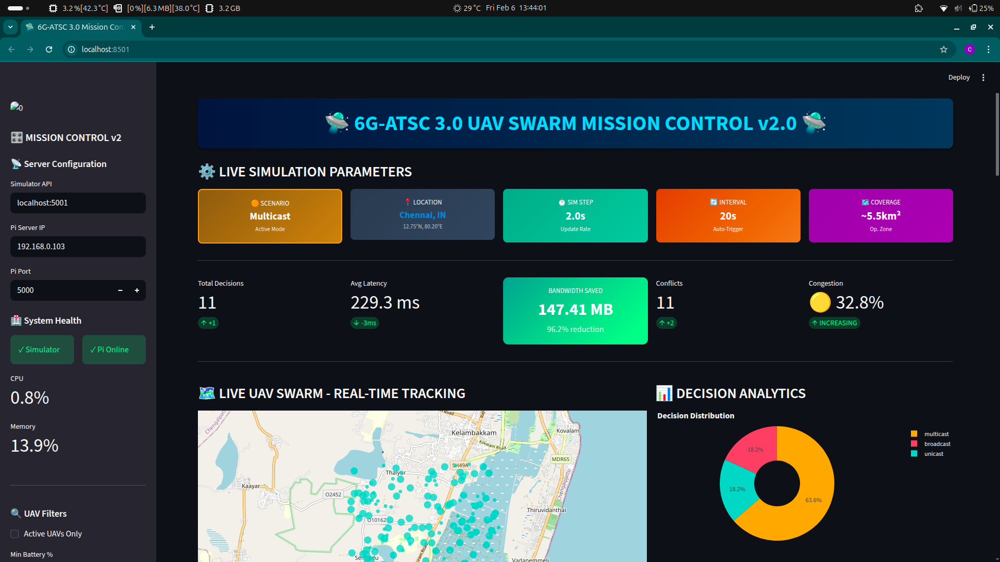 3.2 %[42.3 °C] [0 %][6.3 MB][38.0 °C] 3.2 GB
29 °C Fri Feb 6 13:44:01
25%
6G-ATSC 3.0 Mission Con
localhost:8501
C
Deploy
0
MISSION CONTROL v2
Server Configuration
Simulator API
localhost:5001
Pi Server IP
192.168.0.103
Pi Port
5000
System Health
✓ Simulator
✓ Pi Online
CPU
0.8%
Memory
13.9%
UAV Filters
Active UAVs Only
Min Battery %
6G-ATSC 3.0 UAV SWARM MISSION CONTROL v2.0
LIVE SIMULATION PARAMETERS
SCENARIO
Multicast
Active Mode
LOCATION
Chennai, IN
12.75°N, 80.20°E
SIM STEP
2.0s
Update Rate
INTERVAL
20s
Auto-Trigger
COVERAGE
~5.5km²
Op. Zone
Total Decisions
11
↑ +1
Avg Latency
229.3 ms
↓ -3ms
BANDWIDTH SAVED
147.41 MB
96.2% reduction
Conflicts
11
↑ +2
Congestion
32.8%
↑ INCREASING
LIVE UAV SWARM - REAL-TIME TRACKING
Chengalpattu
Road
Kelambakkam
Kovalam
Kovalam Road
MDR65
SH49A
Thaiyur
Kaayar
O2452
Chengalpattu
Thiruvidanthai
O10162
Road
Sengadu
Vadanemmeli
DECISION ANALYTICS
Decision Distribution
multicast
broadcast
unicast
18.2%
18.2%
63.6%